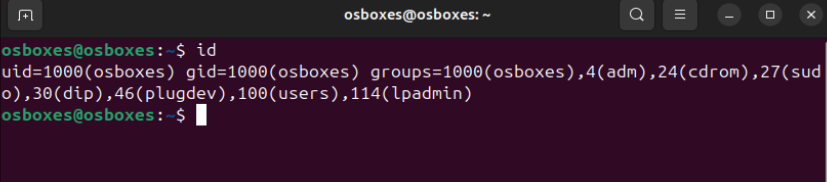 osboxes@osboxes: ~
osboxes@osboxes:~$ id
uid=1000(osboxes) gid=1000(osboxes) groups=1000(osboxes),4(adm),24(cdrom),27(sud
o),30(dip),46(plugdev),100(users),114(lpadmin)
osboxes@osboxes:~$